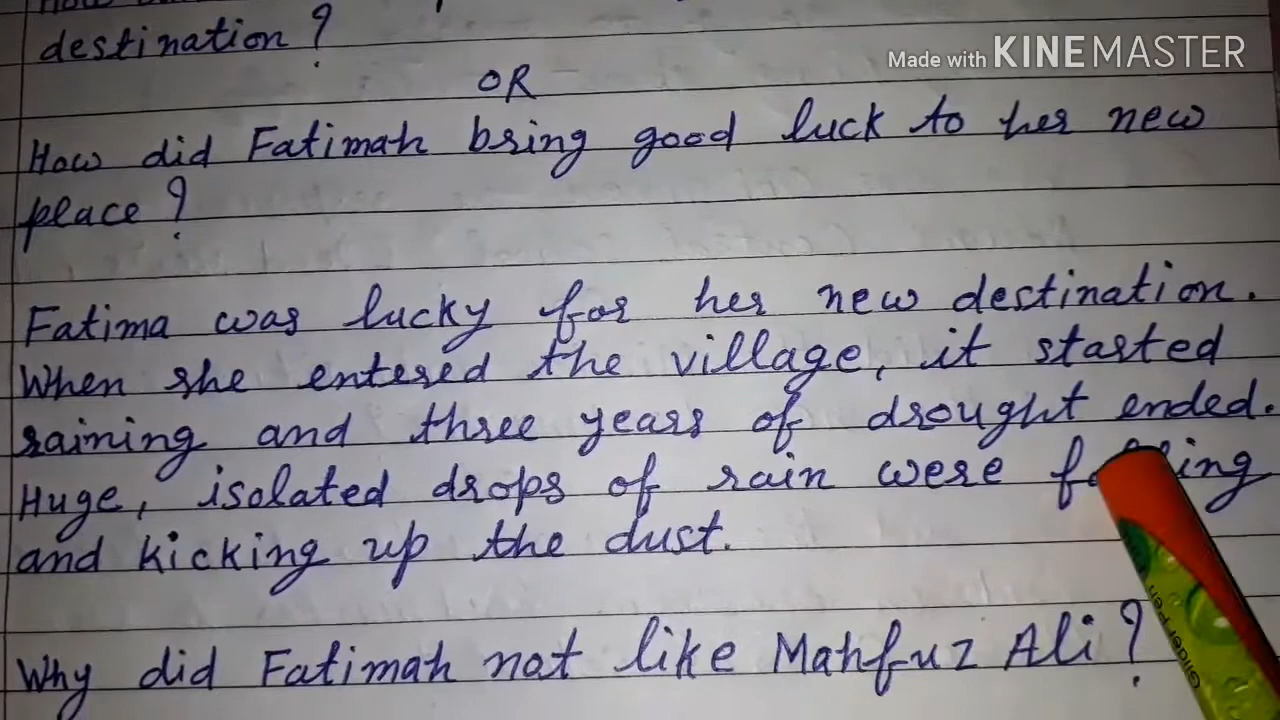 destination ?
Made with KINEMASTER
OR
How did Fatimah bring good luck to her new
place ?
Fatima was lucky for her new destination.
When she entered the village, it started
raining and three years of drought ended.
Huge, isolated drops of rain were
and kicking up the dust.
Why did Fatimah not like Mahfuz Ali ?
Glider Pen